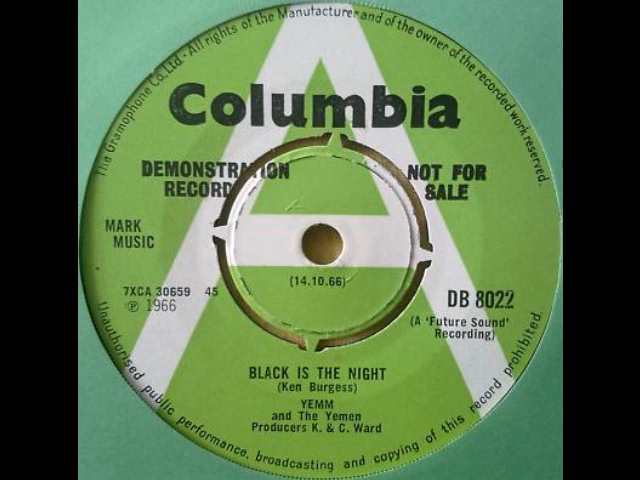 The Gramophone Co. Ltd. · All rights of the Manufacturer and of the owner of the recorded work reserved.
Columbia
DEMONSTRATION
RECORD
NOT FOR
SALE
MARK
MUSIC
7XCA 30659 45
℗ 1966
(14.10.66)
DB 8022
(A 'Future Sound'
Recording)
BLACK IS THE NIGHT
(Ken Burgess)
YEMM
and The Yemen
Producers K. & C. Ward
Unauthorised public performance, broadcasting and copying of this record prohibited.
A